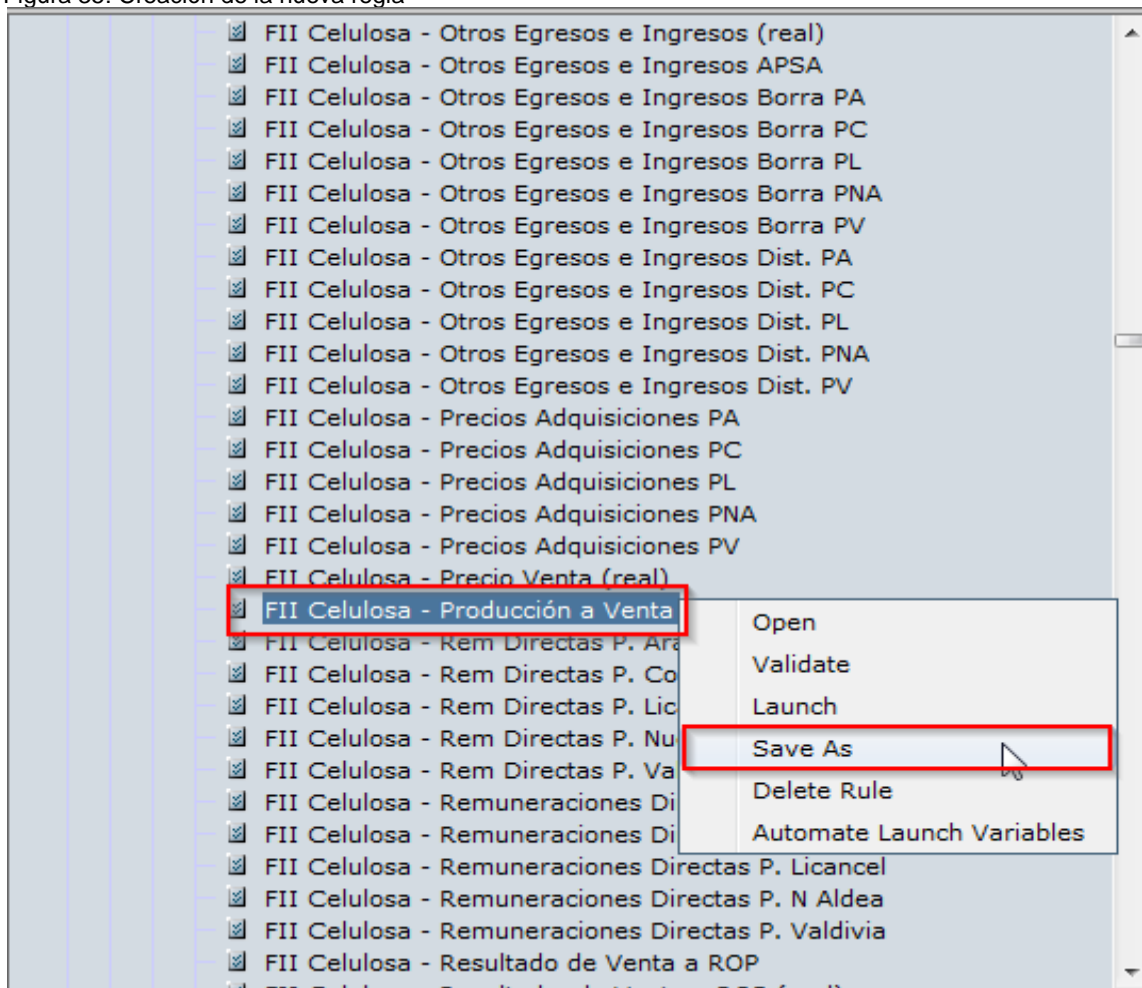 FII Celulosa - Otros Egresos e Ingresos (real)
FII Celulosa - Otros Egresos e Ingresos APSA
FII Celulosa - Otros Egresos e Ingresos Borra PA
FII Celulosa - Otros Egresos e Ingresos Borra PC
FII Celulosa - Otros Egresos e Ingresos Borra PL
FII Celulosa - Otros Egresos e Ingresos Borra PNA
FII Celulosa - Otros Egresos e Ingresos Borra PV
FII Celulosa - Otros Egresos e Ingresos Dist. PA
FII Celulosa - Otros Egresos e Ingresos Dist. PC
FII Celulosa - Otros Egresos e Ingresos Dist. PL
FII Celulosa - Otros Egresos e Ingresos Dist. PNA
FII Celulosa - Otros Egresos e Ingresos Dist. PV
FII Celulosa - Precios Adquisiciones PA
FII Celulosa - Precios Adquisiciones PC
FII Celulosa - Precios Adquisiciones PL
FII Celulosa - Precios Adquisiciones PNA
FII Celulosa - Precios Adquisiciones PV
FII Celulosa - Precio Venta (real)
FII Celulosa - Producción a Venta
FII Celulosa - Rem Directas P. Ara
FII Celulosa - Rem Directas P. Co
FII Celulosa - Rem Directas P. Lic
FII Celulosa - Rem Directas P. Nu
FII Celulosa - Rem Directas P. Va
FII Celulosa - Remuneraciones Di
FII Celulosa - Remuneraciones Di
FII Celulosa - Remuneraciones Directas P. Licancel
FII Celulosa - Remuneraciones Directas P. N Aldea
FII Celulosa - Remuneraciones Directas P. Valdivia
FII Celulosa - Resultado de Venta a ROP
Open
Validate
Launch
Save As
Delete Rule
Automate Launch Variables